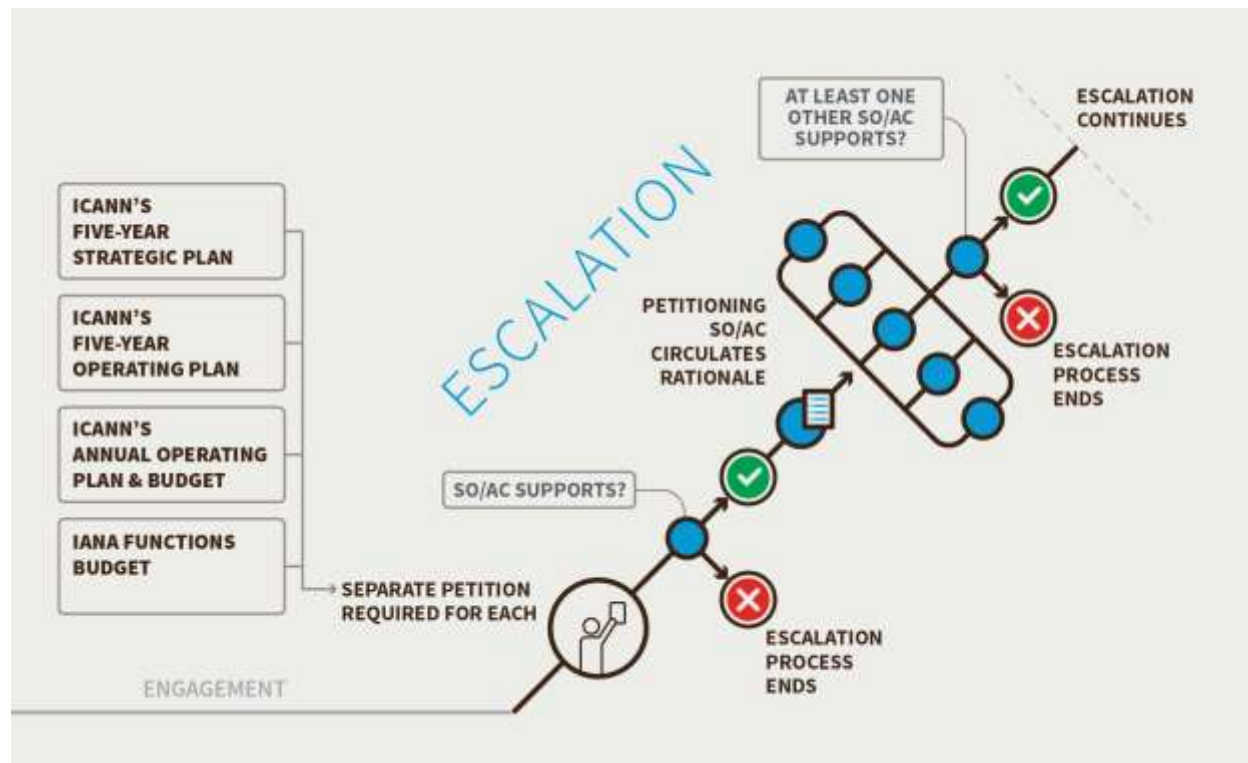 ICANN'S
FIVE-YEAR
STRATEGIC PLAN
ICANN'S
FIVE-YEAR
OPERATING PLAN
ICANN'S
ANNUAL OPERATING
PLAN & BUDGET
IANA FUNCTIONS
BUDGET
SEPARATE PETITION
REQUIRED FOR EACH
ENGAGEMENT
ESCALATION
SO/AC SUPPORTS?
ESCALATION
PROCESS
ENDS
PETITIONING
SO/AC
CIRCULATES
RATIONALE
AT LEAST ONE
OTHER SO/AC
SUPPORTS?
ESCALATION
CONTINUES
ESCALATION
PROCESS
ENDS